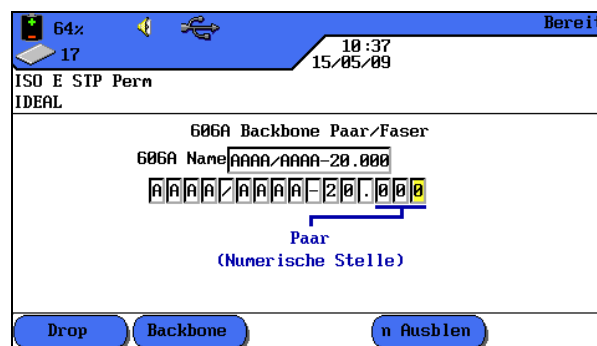 64% Bereit
17 10:37
15/05/09
ISO E STP Perm
IDEAL
606A Backbone Paar/Faser
606A Name AAAA/AAAA-20.000
AAAA/AAAA-20.000
Paar
(Numerische Stelle)
Drop Backbone n Ausblen